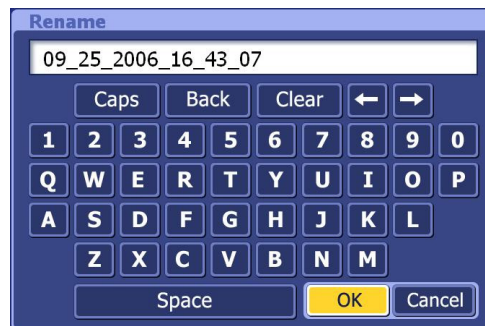 Rename
09_25_2006_16_43_07
Caps Back Clear ← →
1 2 3 4 5 6 7 8 9 0
Q W E R T Y U I O P
A S D F G H J K L
Z X C V B N M
Space OK Cancel